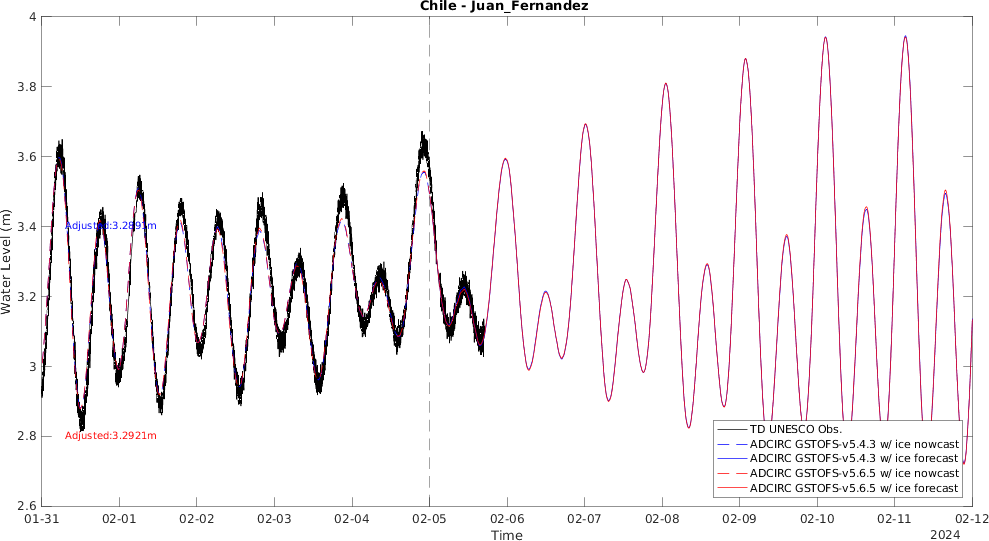 Chile - Juan_Fernandez
4
3.8
3.6
3.4
3.2
3
2.8
2.6
Water Level (m)
Adjusted:3.2891m
Adjusted:3.2921m
TD UNESCO Obs.
ADCIRC GSTOFS-v5.4.3 w/ ice nowcast
ADCIRC GSTOFS-v5.4.3 w/ ice forecast
ADCIRC GSTOFS-v5.6.5 w/ ice nowcast
ADCIRC GSTOFS-v5.6.5 w/ ice forecast
01-31 02-01 02-02 02-03 02-04 02-05 02-06 02-07 02-08 02-09 02-10 02-11 02-12
Time
2024